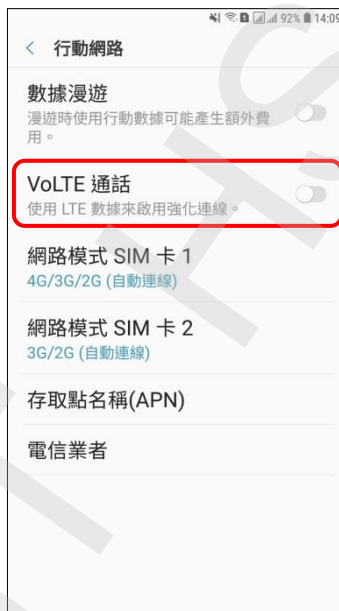 92% 14:09
行動網路
數據漫遊
漫遊時使用行動數據可能產生額外費
用。
VoLTE 通話
使用 LTE 數據來啟用強化連線。
網路模式 SIM 卡 1
4G/3G/2G (自動連線)
網路模式 SIM 卡 2
3G/2G (自動連線)
存取點名稱(APN)
電信業者